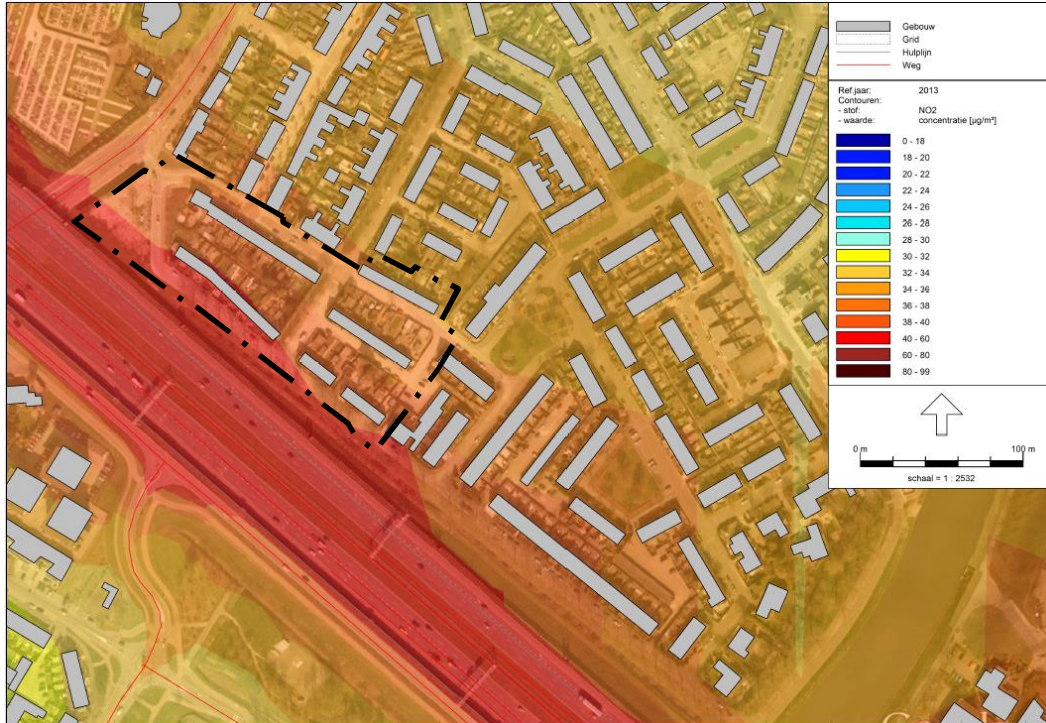 Gebouw
Grid
Hulplijn
Weg
Ref.jaar: 2013
Contouren:
- stof: NO2
- waarde: concentratie [µg/m³]
0 - 18
18 - 20
20 - 22
22 - 24
24 - 26
26 - 28
28 - 30
30 - 32
32 - 34
34 - 36
36 - 38
38 - 40
40 - 60
60 - 80
80 - 99
0 m 100 m
schaal = 1 : 2532